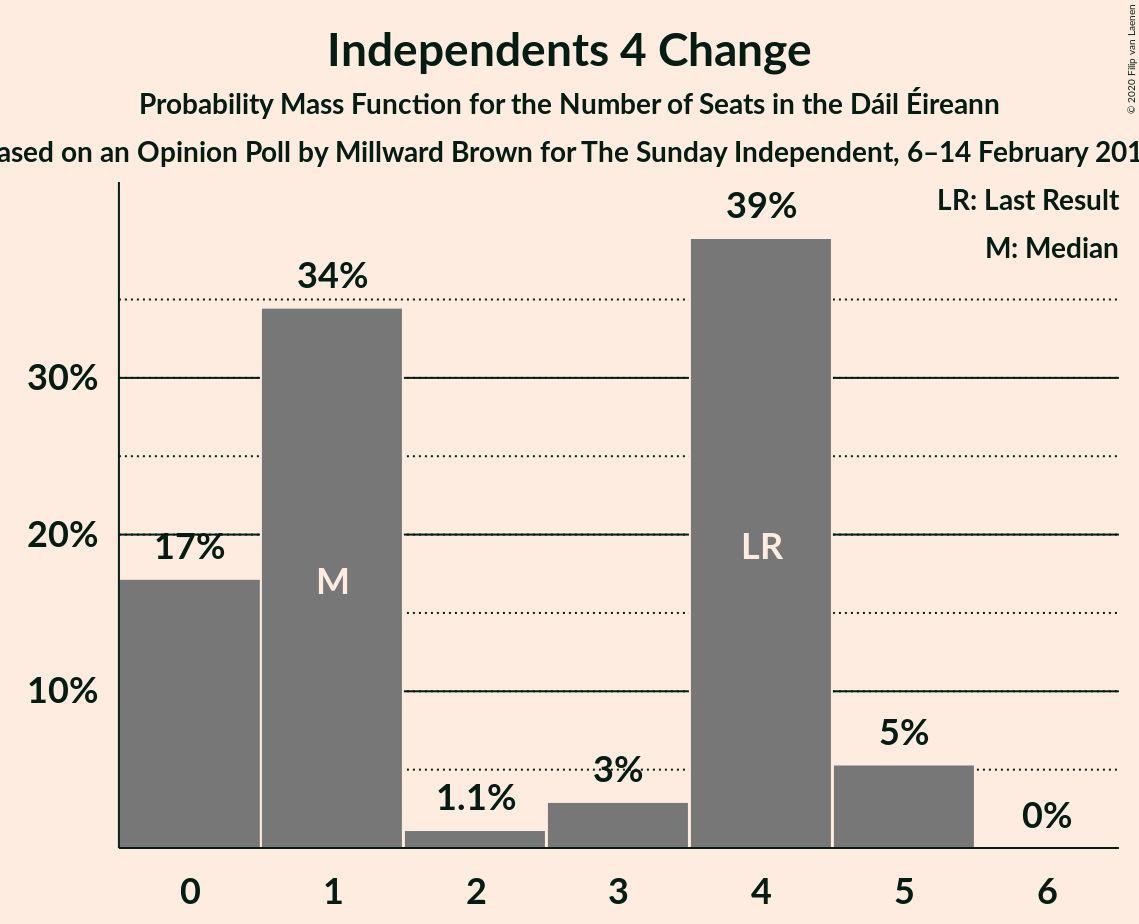 Independents 4 Change
Probability Mass Function for the Number of Seats in the Dáil Éireann
ased on an Opinion Poll by Millward Brown for The Sunday Independent, 6–14 February 201
© 2020 Filip van Laenen
LR: Last Result
M: Median
39%
34%
30%
20%
17%
LR
M
10%
5%
3%
1.1%
0%
0 1 2 3 4 5 6